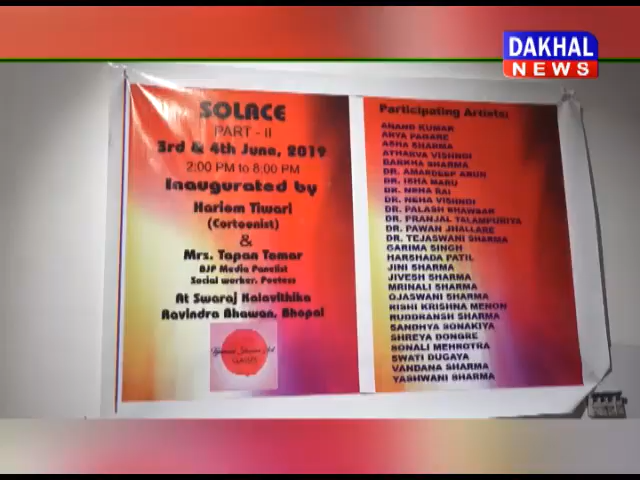 DAKHAL
NEWS
SOLACE
PART - II
3rd & 4th June, 2019
2:00 PM to 8:00 PM
Inaugurated by
Hariom Tiwari
(Cortoonist)
&
Mrs. Tapan Tomar
BJP Media Panelist
Social worker, Poetess
At Swaraj Kalavithika
Ravindra Bhawan, Bhopal
Participating Artists:
ANAND KUMAR
ARYA PAGARE
ASHA SHARMA
ATHARVA VISHNOI
BARKHA SHARMA
DR. AMARDEEP
DR. ISHA MARU
DR. NEHA RAI
DR. NEHA VISHNOI
DR. PALASH BHAWSAR
DR. PRANJAL TALAMPURIYA
DR. PAWAN JHALLARE
DR. TEJASWANI SHARMA
GARIMA SINGH
HARSHADA PATIL
JINI SHARMA
JIVESH SHARMA
MRINALI SHARMA
OJASWANI SHARMA
RISHI KRISHNA MENON
RUDDRANSH SHARMA
SANDHYA SONAKIYA
SHREYA DONGRE
SONALI MEHROTRA
SWATI DUGAYA
VANDANA SHARMA
YASHWANI SHARMA